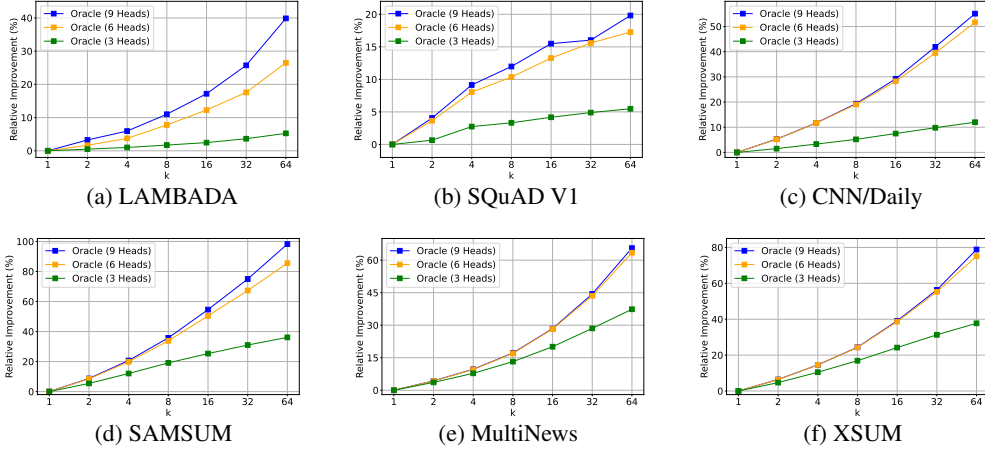 Relative Improvement (%)
40
30
20
10
0
Oracle (9 Heads)
Oracle (6 Heads)
Oracle (3 Heads)
1 2 4 8 16 32 64
k
(a) LAMBADA
Relative Improvement (%)
20
15
10
5
0
Oracle (9 Heads)
Oracle (6 Heads)
Oracle (3 Heads)
1 2 4 8 16 32 64
k
(b) SQuAD V1
Relative Improvement (%)
50
40
30
20
10
0
Oracle (9 Heads)
Oracle (6 Heads)
Oracle (3 Heads)
1 2 4 8 16 32 64
k
(c) CNN/Daily
Relative Improvement (%)
100
80
60
40
20
0
Oracle (9 Heads)
Oracle (6 Heads)
Oracle (3 Heads)
1 2 4 8 16 32 64
k
(d) SAMSUM
Relative Improvement (%)
60
45
30
15
0
Oracle (9 Heads)
Oracle (6 Heads)
Oracle (3 Heads)
1 2 4 8 16 32 64
k
(e) MultiNews
Relative Improvement (%)
80
60
40
20
0
Oracle (9 Heads)
Oracle (6 Heads)
Oracle (3 Heads)
1 2 4 8 16 32 64
k
(f) XSUM